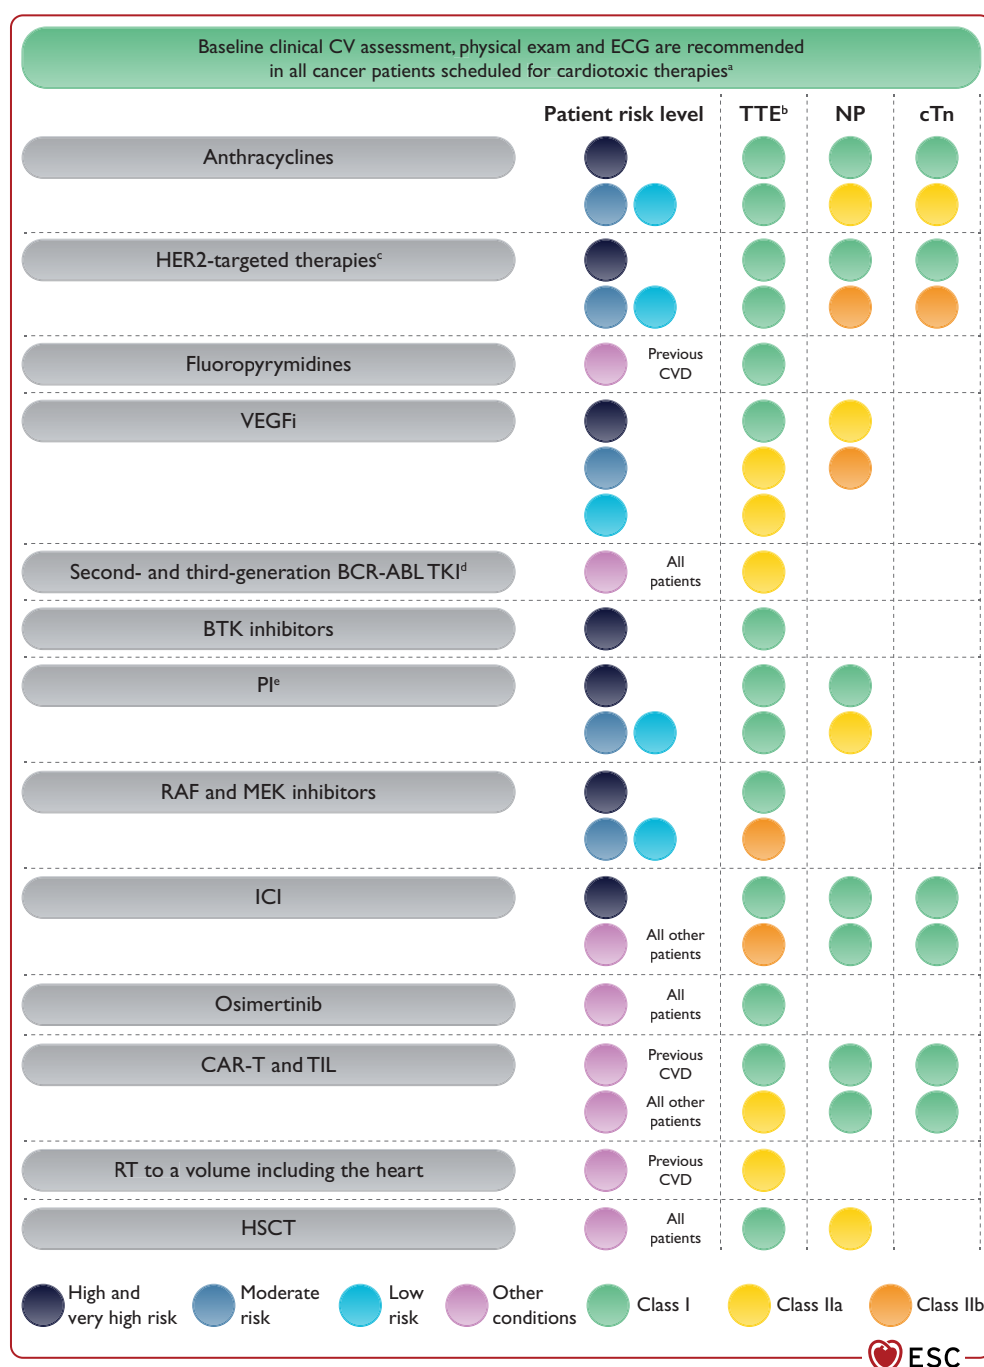 Baseline clinical CV assessment, physical exam and ECG are recommended
in all cancer patients scheduled for cardiotoxic therapiesᵃ
Patient risk level TTEᵇ NP cTn
Anthracyclines
HER2-targeted therapiesᶜ
Fluoropyrymidines Previous
CVD
VEGFi
Second- and third-generation BCR-ABL TKIᵈ All
patients
BTK inhibitors
PIᵉ
RAF and MEK inhibitors
ICI
All other
patients
Osimertinib All
patients
CAR-T and TIL Previous
CVD
All other
patients
RT to a volume including the heart Previous
CVD
HSCT All
patients
High and
very high risk
Moderate
risk
Low
risk
Other
conditions
Class I
Class IIa
Class IIb
ESC